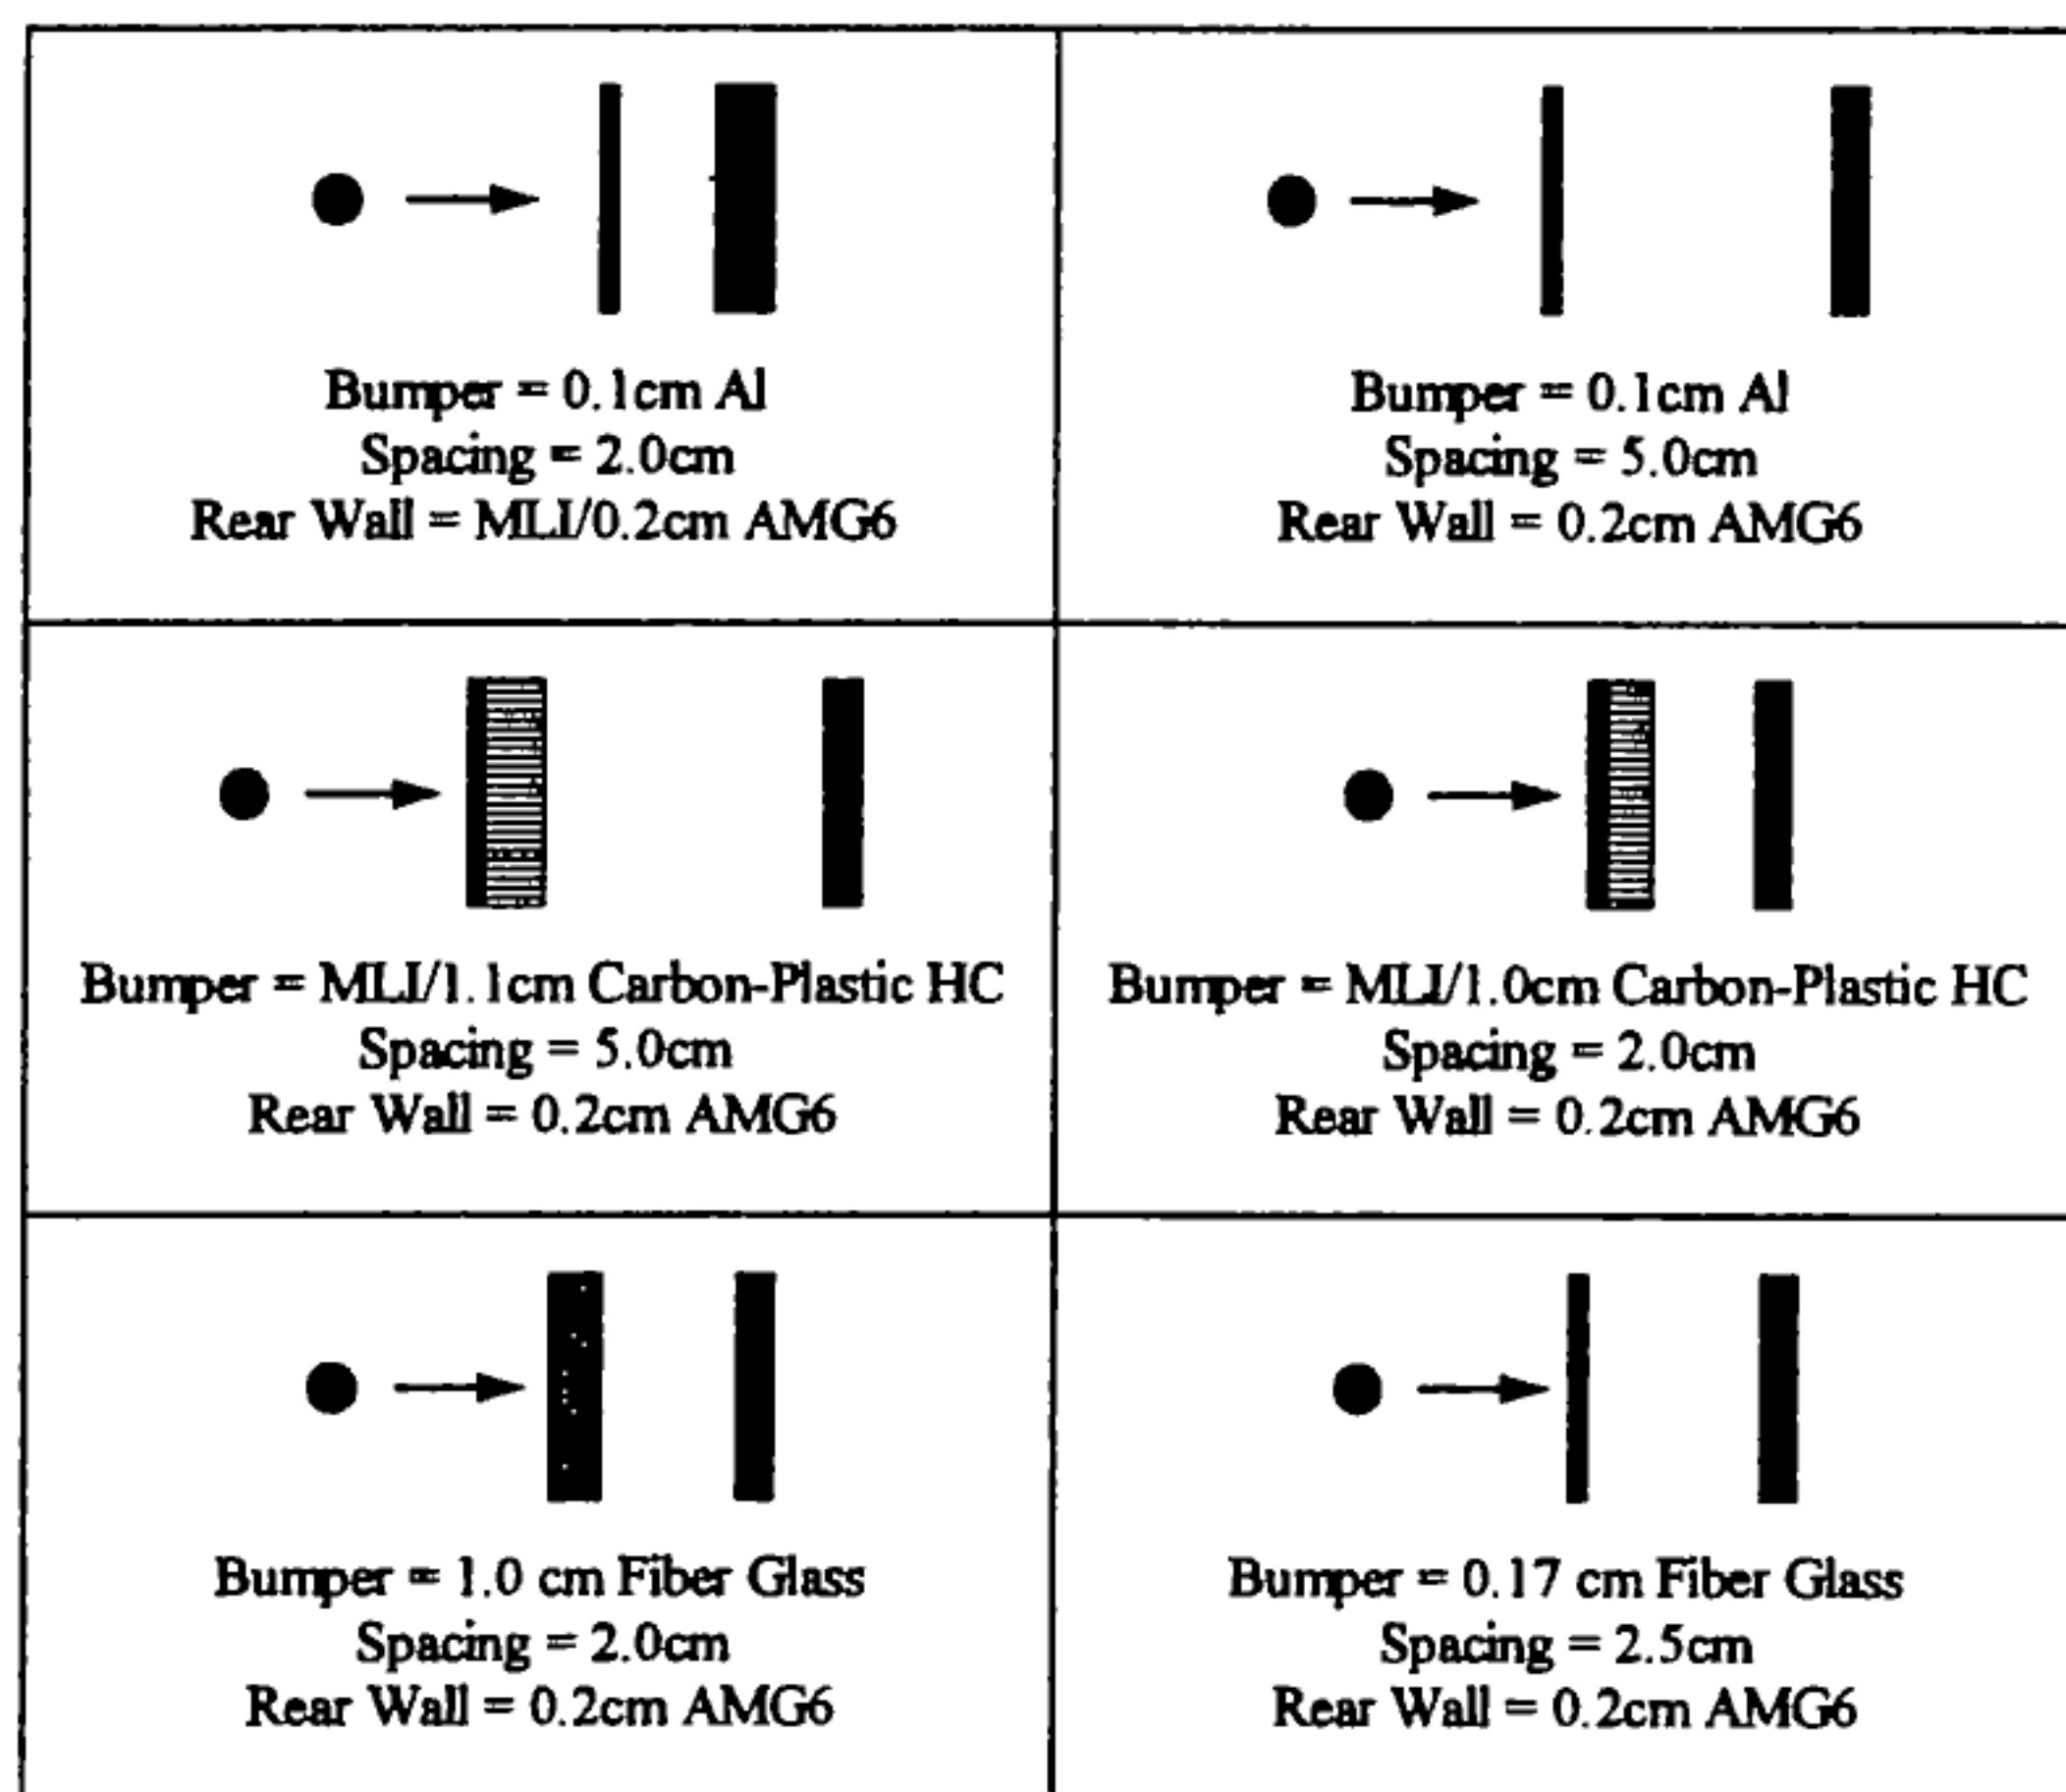 Bumper = 0.1cm Al
Spacing = 2.0cm
Rear Wall = MLI/0.2cm AMG6
Bumper = 0.1cm Al
Spacing = 5.0cm
Rear Wall = 0.2cm AMG6
Bumper = MLI/1.1cm Carbon-Plastic HC
Spacing = 5.0cm
Rear Wall = 0.2cm AMG6
Bumper = MLI/1.0cm Carbon-Plastic HC
Spacing = 2.0cm
Rear Wall = 0.2cm AMG6
Bumper = 1.0 cm Fiber Glass
Spacing = 2.0cm
Rear Wall = 0.2cm AMG6
Bumper = 0.17 cm Fiber Glass
Spacing = 2.5cm
Rear Wall = 0.2cm AMG6